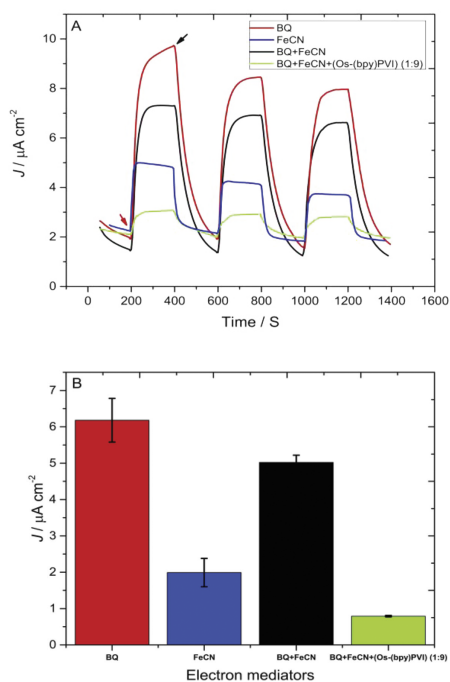 A
BQ
FeCN
BQ+FeCN
BQ+FeCN+(Os-(bpy)PVI) (1:9)
10
8
6
4
2
0
J / µA cm-2
0 200 400 600 800 1000 1200 1400 1600
Time / S
B
7
6
5
4
3
2
1
0
J / µA cm-2
BQ FeCN BQ+FeCN BQ+FeCN+(Os-(bpy)PVI) (1:9)
Electron mediators